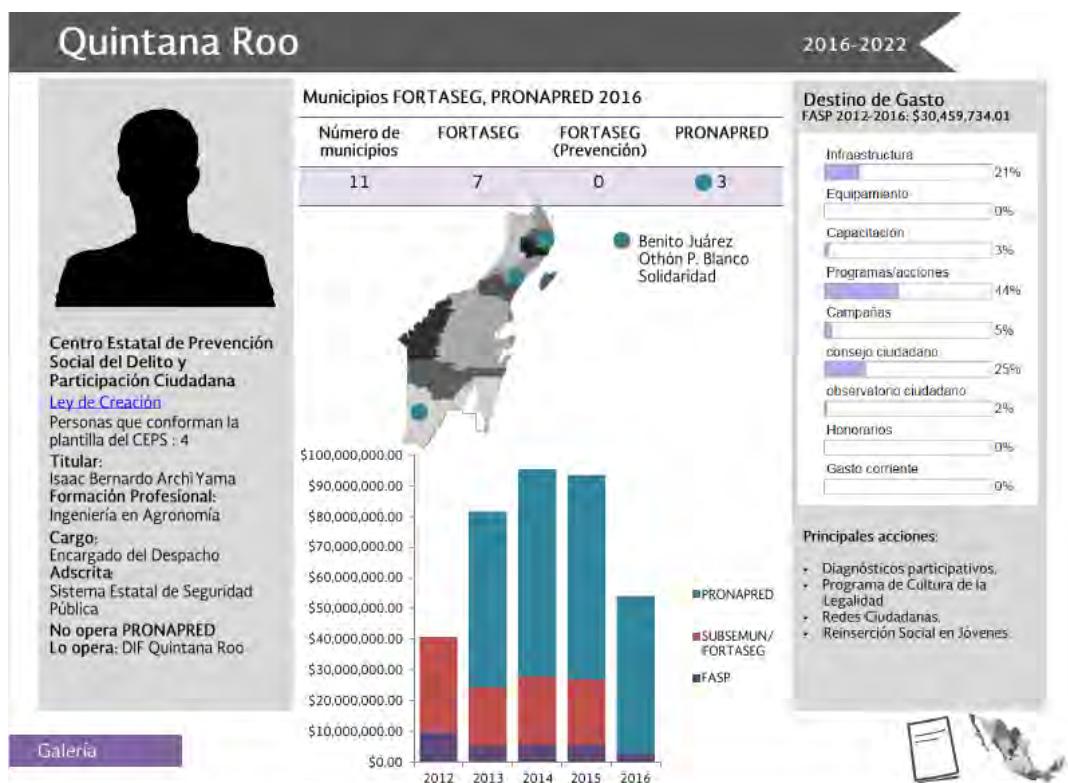 Quintana Roo
2016-2022
Centro Estatal de Prevención
Social del Delito y
Participación Ciudadana
Ley de Creación
Personas que conforman la
plantilla del CEPS : 4
Titular:
Isaac Bernardo Archi Yama
Formación Profesional:
Ingeniería en Agronomía
Cargo:
Encargado del Despacho
Adscrita:
Sistema Estatal de Seguridad
Pública
No opera PRONAPRED
Lo opera: DIF Quintana Roo
Galería
Municipios FORTASEG, PRONAPRED 2016
Número de municipios
FORTASEG
FORTASEG (Prevención)
PRONAPRED
11 7 0 3
Benito Juárez
Othón P. Blanco
Solidaridad
$100,000,000.00
$90,000,000.00
$80,000,000.00
$70,000,000.00
$60,000,000.00
$50,000,000.00
$40,000,000.00
$30,000,000.00
$20,000,000.00
$10,000,000.00
$0.00
2012 2013 2014 2015 2016
PRONAPRED
SUBSEMUN/
FORTASEG
FASP
Destino de Gasto
FASP 2012-2016: $30,459,734.01
Infraestructura
21%
Equipamiento
0%
Capacitación
3%
Programas/acciones
44%
Campañas
5%
consejo ciudadano
25%
observatorio ciudadano
2%
Honorarios
0%
Gasto corriente
0%
Principales acciones:
• Diagnósticos participativos.
• Programa de Cultura de la
Legalidad
• Redes Ciudadanas.
• Reinserción Social en Jóvenes